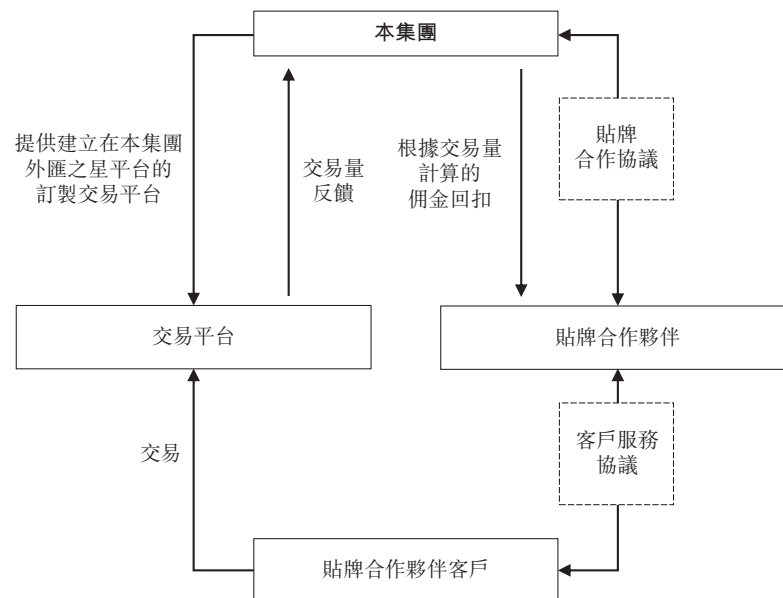 本集團
提供建立在本集團
外匯之星平台的
訂製交易平台
交易量
反饋
根據交易量
計算的
佣金回扣
貼牌
合作協議
交易平台
貼牌合作夥伴
交易
客戶服務
協議
貼牌合作夥伴客戶